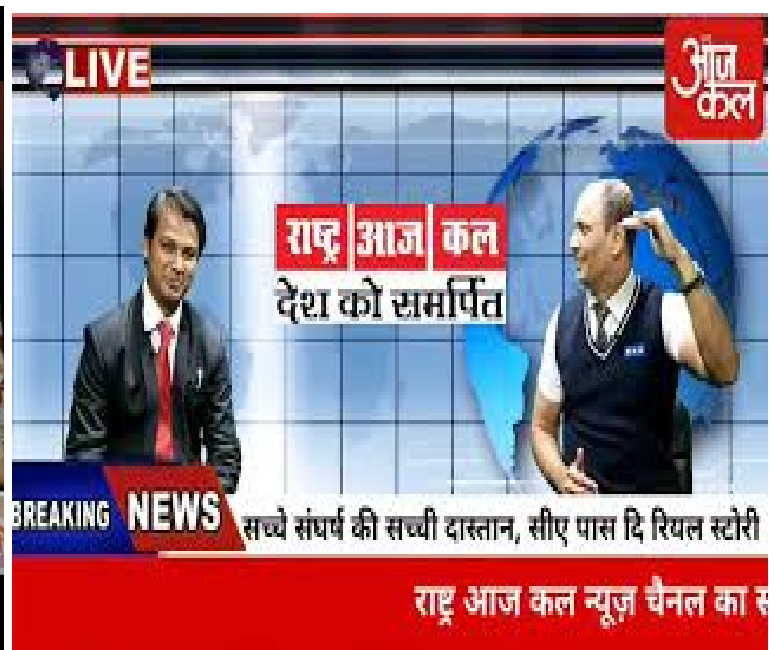 LIVE
आज
कल
राष्ट्र आज कल
देश को समर्पित
BREAKING NEWS
सच्चे संघर्ष की सच्ची दास्तान, सीए पास दि रियल स्टोरी
राष्ट्र आज कल न्यूज़ चैनल का